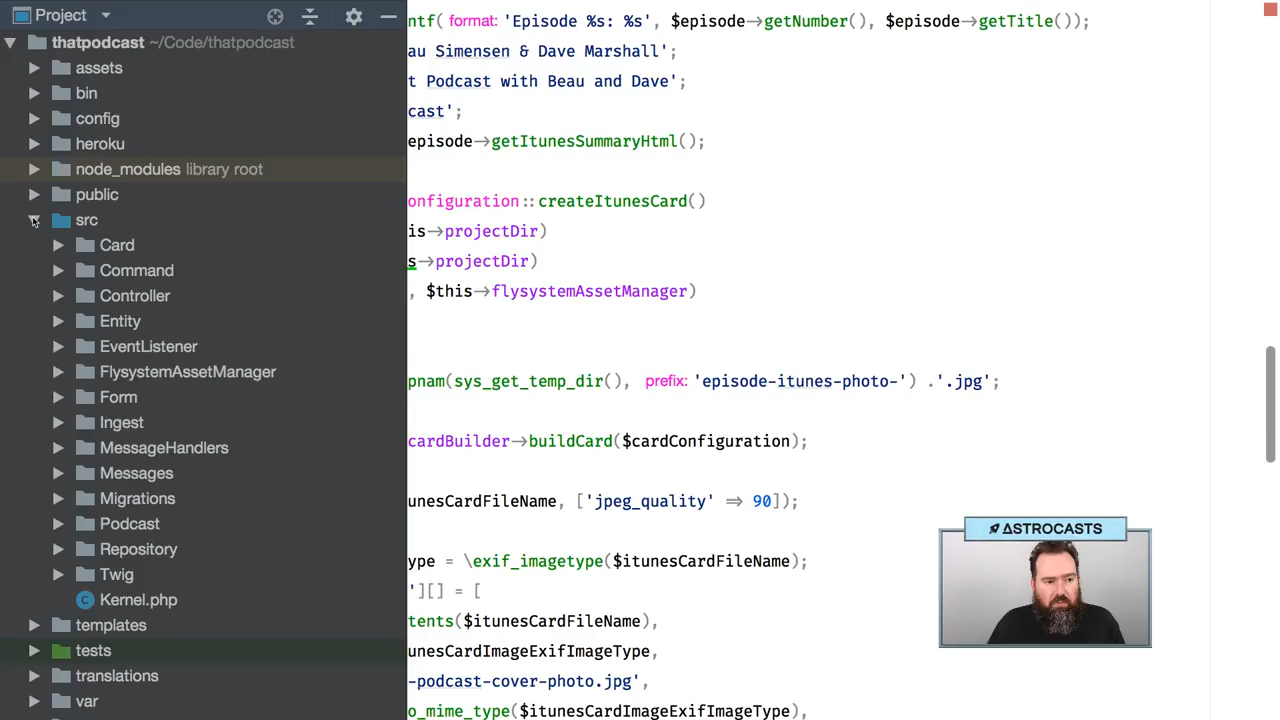 Project
thatpodcast ~/Code/thatpodcast
assets
bin
config
heroku
node_modules library root
public
src
Card
Command
Controller
Entity
EventListener
FlysystemAssetManager
Form
Ingest
MessageHandlers
Messages
Migrations
Podcast
Repository
Twig
Kernel.php
templates
tests
translations
var
ntf( format: 'Episode %s: %s', $episode→getNumber(), $episode→getTitle());
au Simensen & Dave Marshall';
t Podcast with Beau and Dave';
cast';
episode→getItunesSummaryHtml();
onfiguration::createItunesCard()
is→projectDir)
s→projectDir)
, $this→flysystemAssetManager)
pnam(sys_get_temp_dir(), prefix: 'episode-itunes-photo-') .'.jpg';
cardBuilder→buildCard($cardConfiguration);
unesCardFileName, ['jpeg_quality' ⇒ 90]);
ype = \exif_imagetype($itunesCardFileName);
'][] = [
tents($itunesCardFileName),
unesCardImageExifImageType,
-podcast-cover-photo.jpg',
o_mime_type($itunesCardImageExifImageType),
ΔSTROCASTS